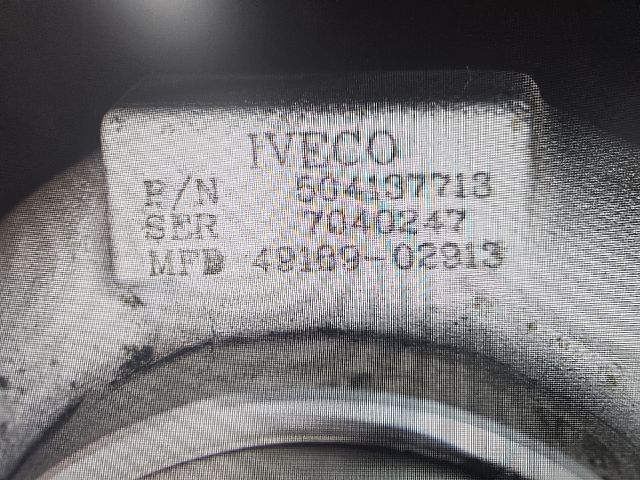 IVECO
P/N 504137713
SER 7040247
MFD 49189-02913